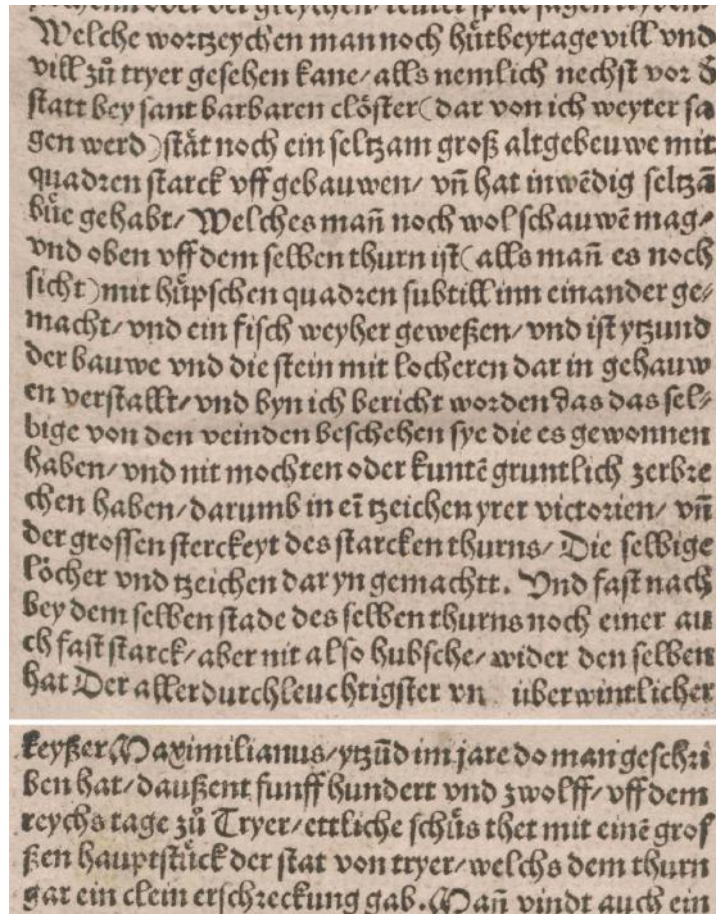 Welche wortzeychen man noch hütbeytage vill vnd
vill zů tryer gesehen kane/ alls nemlich nechst vor d̕
statt bey sant barbaren clöster (dar von ich weyter sa
gen werd) stät noch ein seltzam groß altgebeuwe mit
quadren starck vff gebauwen/ vn̄ hat inwēdig seltzā
büe gehabt/ Welches man̄ noch wol schauwē mag/
vnd oben vff dem selben thurn ist (alls man̄ es noch
sicht) mit hüpschen quadren subtill inn einander ge/
macht/ vnd ein fisch weyher geweßen/ vnd ist ytzund
der bauwe vnd die stein mit locheren dar in gehauw
en verstallt/ vnd byn ich bericht worden das das sel/
bige von den veinden beschehen sye die es gewonnen
haben/ vnd nit mochten oder kuntē gruntlich zerbre
chen haben/ darumb in eī tzeichen yrer victorien/ vn̄
der grossen sterckeyt des starcken thurns/ Die selbige
löcher vnd tzeichen dar yn gemachtt. Vnd fast nach
bey dem selben stade des selben thurns noch einer au
ch fast starck/ aber nit also hubsche/ wider den selben
hat Der allerdurchleuchtigster vn überwintlicher
keyßer Maximilianus/ ytzūd im jare do man geschri
ben hat/ daußent funff hundert vnd zwolff/ vff dem
reychs tage zů Tryer/ ettliche schüs thet mit einē gros
ßen hauptstück der stat von tryer/ welchs dem thurn
gar ein clein erschreckung gab. Man̄ vindt auch ein